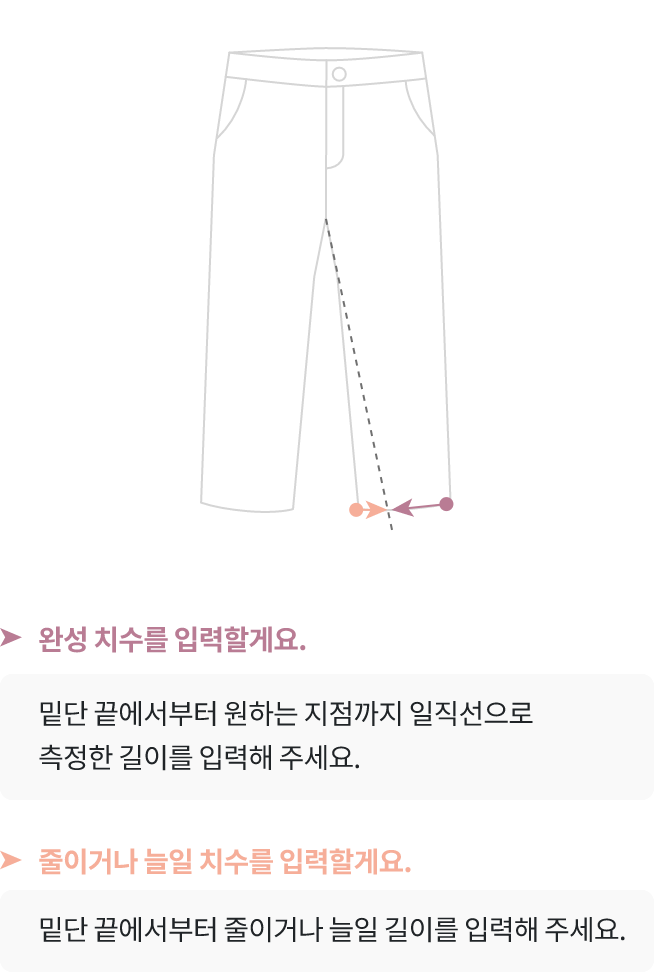 완성 치수를 입력할게요.
밑단 끝에서부터 원하는 지점까지 일직선으로
측정한 길이를 입력해 주세요.
줄이거나 늘일 치수를 입력할게요.
밑단 끝에서부터 줄이거나 늘일 길이를 입력해 주세요.